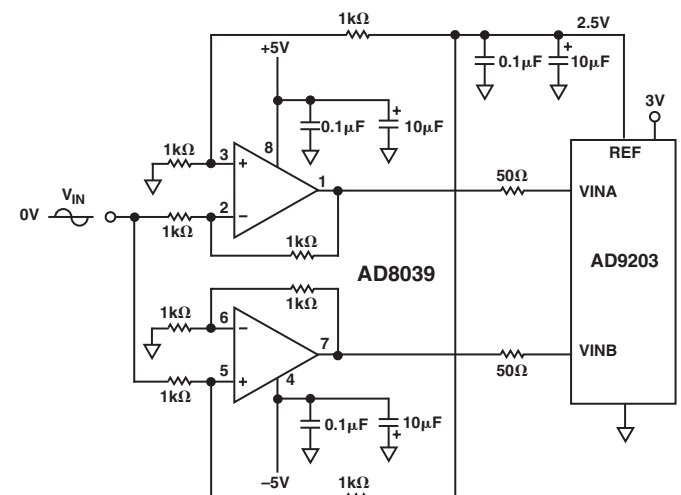 1kΩ
2.5V
+5V
0.1µF
+
10µF
3V
0.1µF
+
10µF
REF
1kΩ
3
+
8
1
50Ω
VINA
VIN
0V
2
−
1kΩ
1kΩ
AD8039
AD9203
1kΩ
1kΩ
6
−
7
VINB
50Ω
5
+
4
1kΩ
0.1µF
10µF
+
−5V
1kΩ